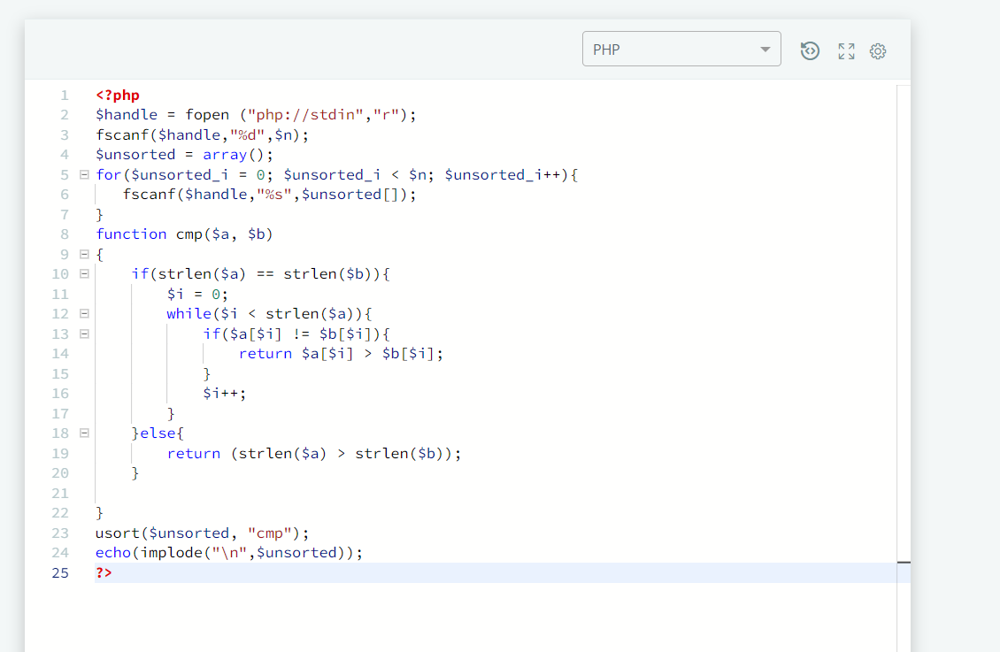 PHP
1 <?php
2 $handle = fopen ("php://stdin","r");
3 fscanf($handle,"%d",$n);
4 $unsorted = array();
5 for($unsorted_i = 0; $unsorted_i < $n; $unsorted_i++){
6    fscanf($handle,"%s",$unsorted[]);
7 }
8 function cmp($a, $b)
9 {
10     if(strlen($a) == strlen($b)){
11         $i = 0;
12         while($i < strlen($a)){
13             if($a[$i] != $b[$i]){
14                 return $a[$i] > $b[$i];
15             }
16             $i++;
17         }
18     }else{
19         return (strlen($a) > strlen($b));
20     }
21
22 }
23 usort($unsorted, "cmp");
24 echo(implode("\n",$unsorted));
25 ?>